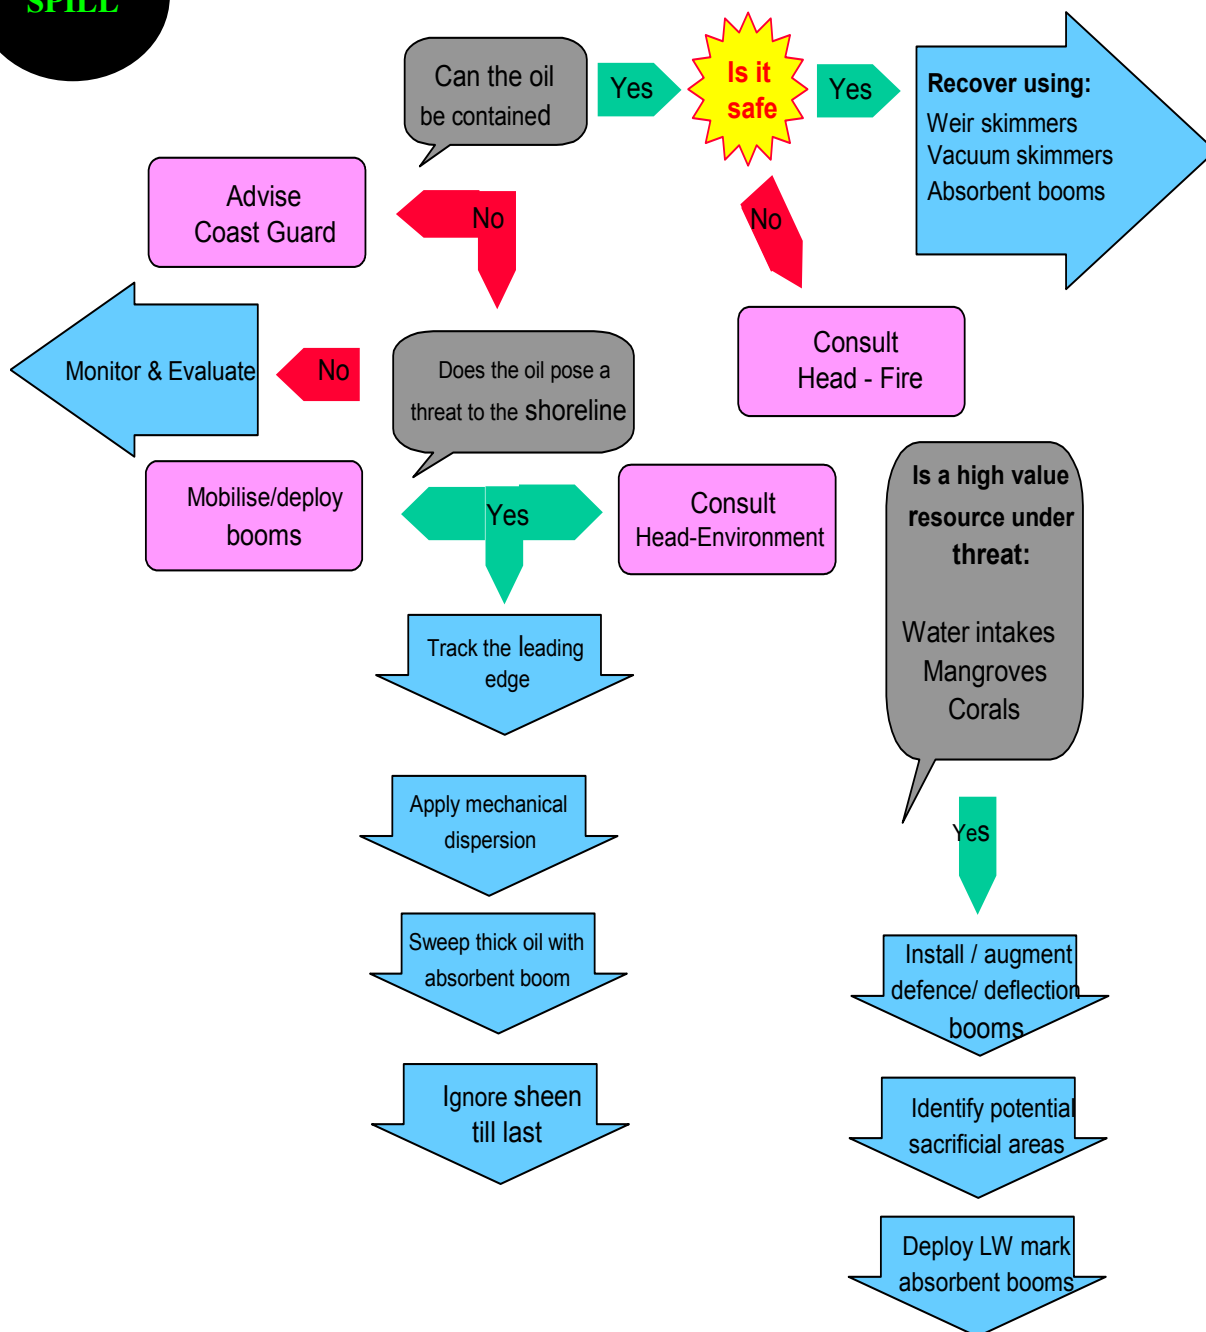 SPILL
Can the oil
be contained
Yes
Is it
safe
Yes
Recover using:
Weir skimmers
Vacuum skimmers
Absorbent booms
Advise
Coast Guard
No
No
Consult
Head - Fire
Monitor & Evaluate
No
Does the oil pose a
threat to the shoreline
Mobilise/deploy
booms
Yes
Consult
Head-Environment
Is a high value
resource under
threat:
Water intakes
Mangroves
Corals
Track the leading
edge
Apply mechanical
dispersion
Yes
Sweep thick oil with
absorbent boom
Install / augment
defence/ deflection
booms
Ignore sheen
till last
Identify potential
sacrificial areas
Deploy LW mark
absorbent booms